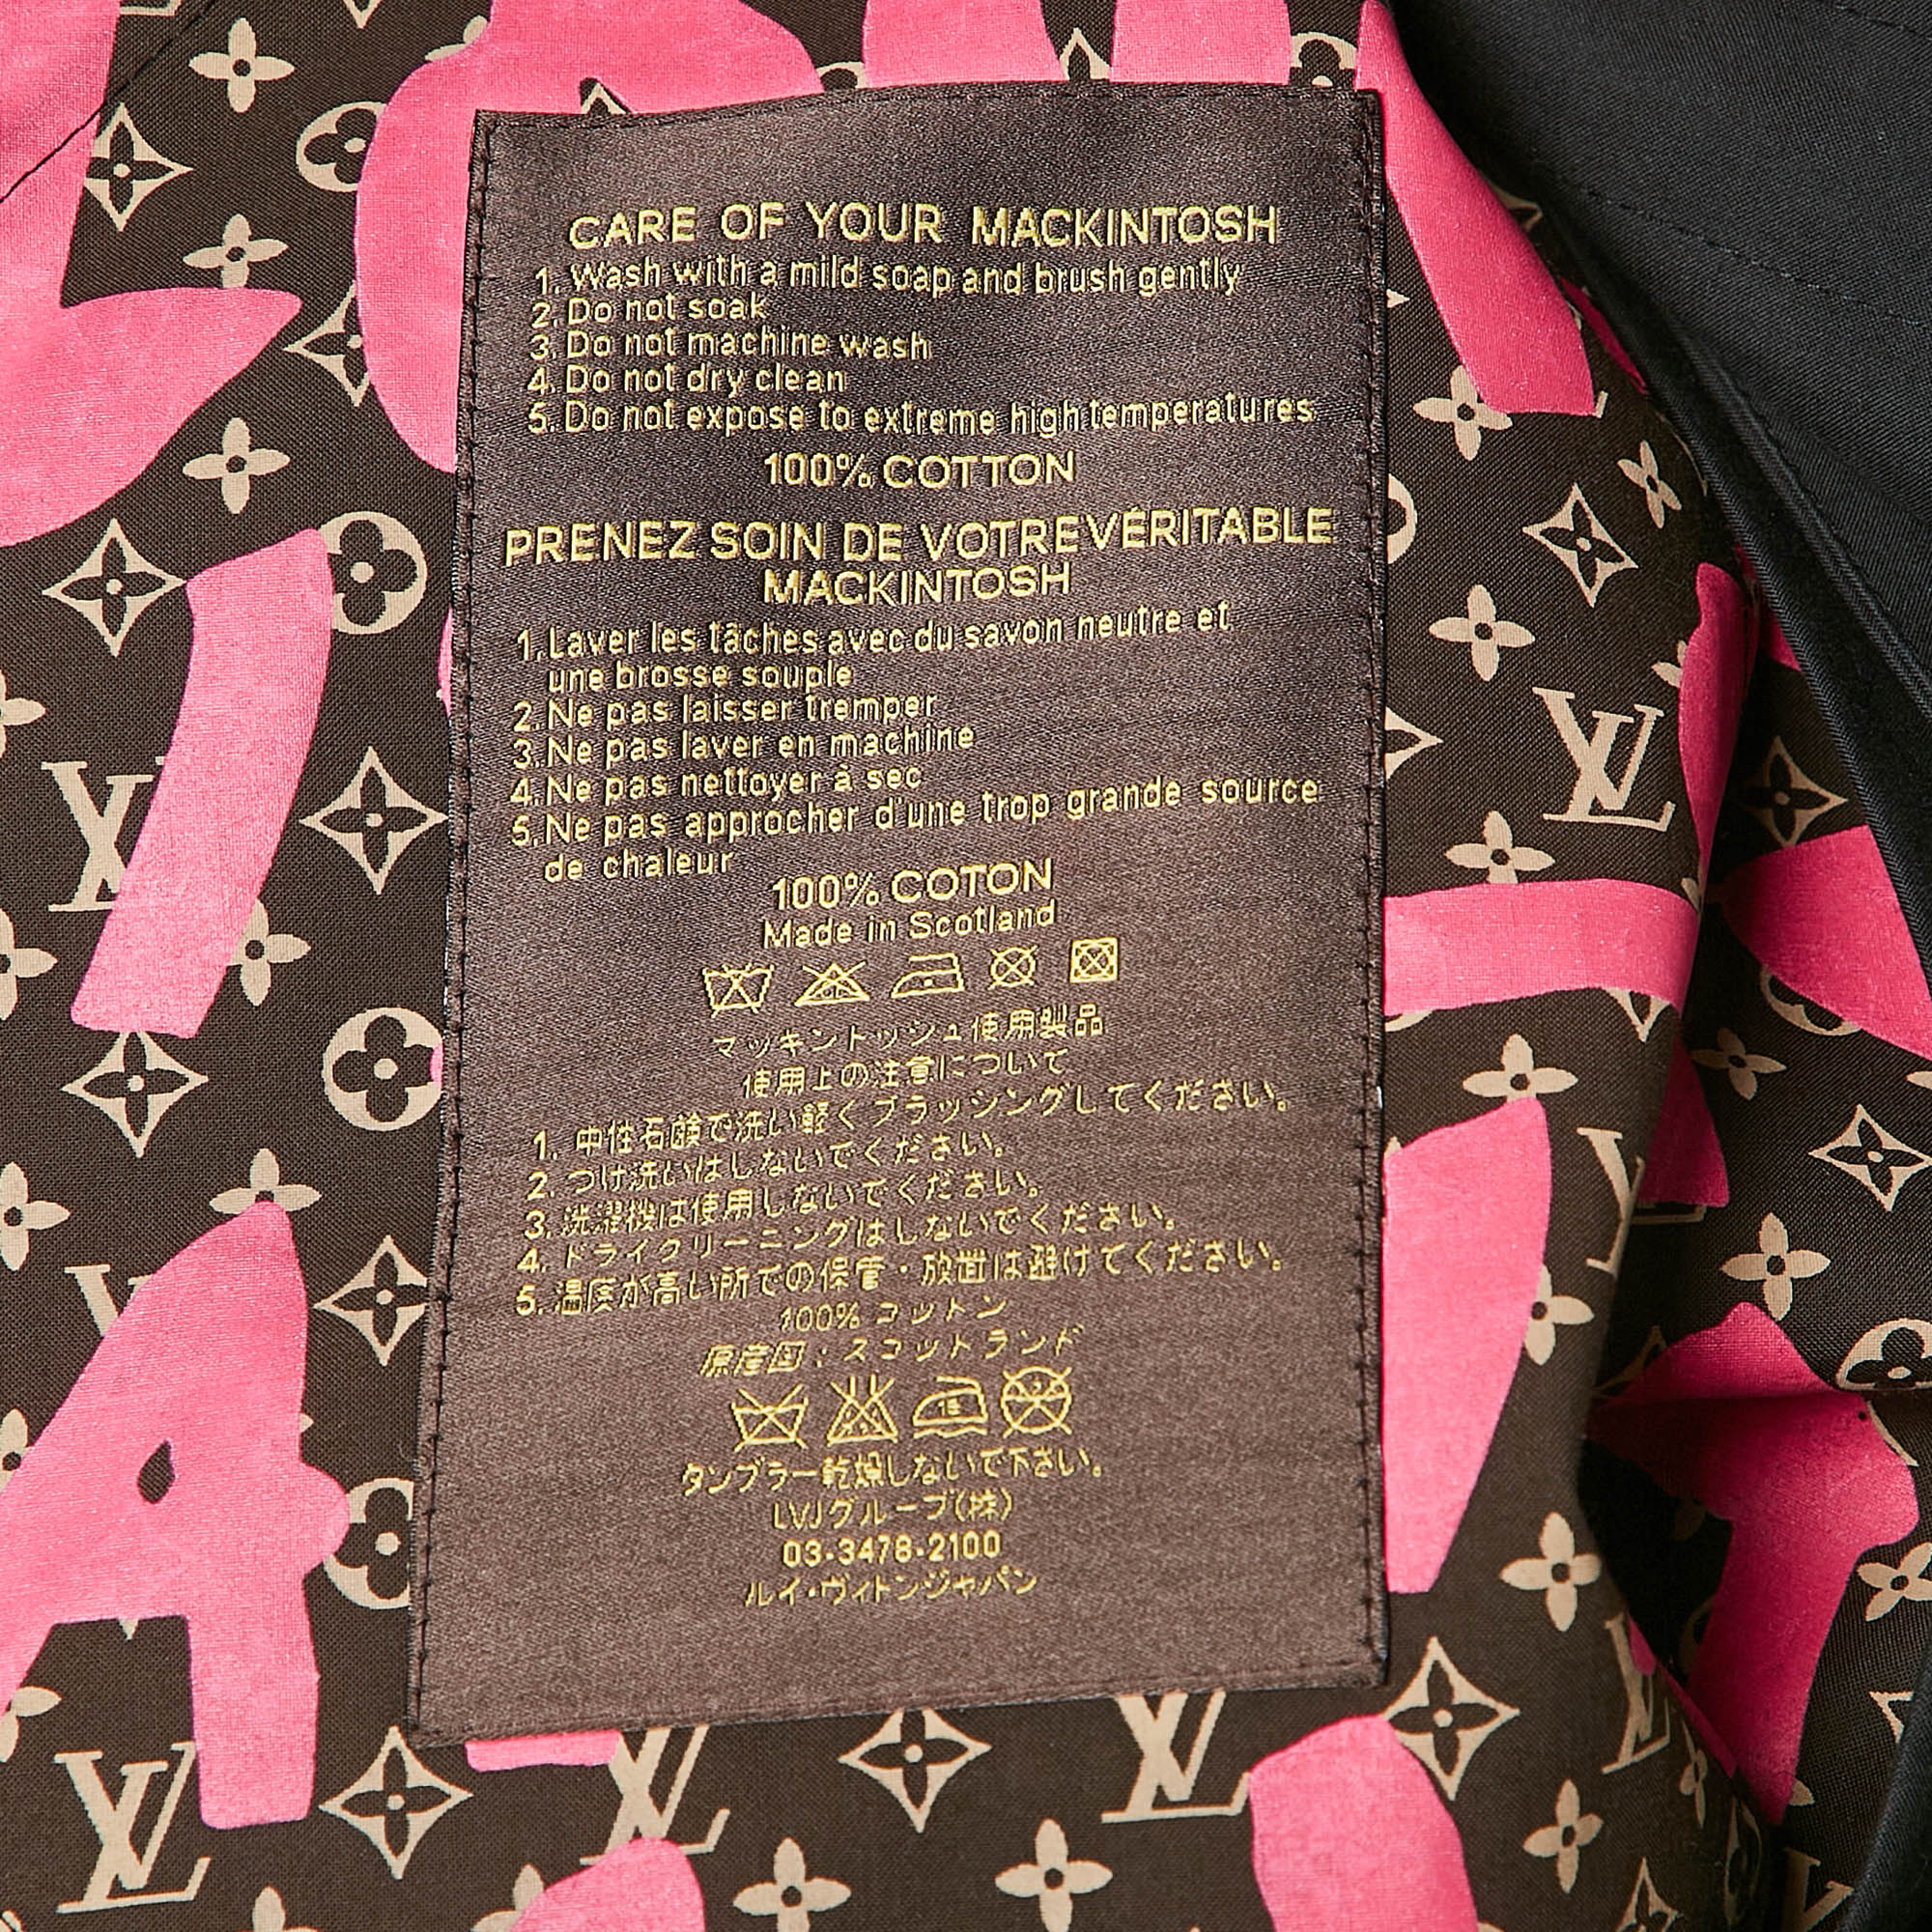 CARE OF YOUR MACKINTOSH
1. Wash with a mild soap and brush gently
2. Do not soak
3. Do not machine wash
4. Do not dry clean
5. Do not expose to extreme high temperatures
100% COTTON
PRENEZ SOIN DE VOTRE VÉRITABLE
MACKINTOSH
1. Laver les tâches avec du savon neutre et
une brosse souple
2. Ne pas laisser tremper
3. Ne pas laver en machine
4. Ne pas nettoyer à sec
5. Ne pas approcher d'une trop grande source
de chaleur
100% COTON
Made in Scotland
マッキントッシュ使用製品
使用上の注意について
1. 中性石鹸で洗い軽くブラッシングしてください。
2. つけ洗いはしないでください。
3. 洗濯機は使用しないでください。
4. ドライクリーニングはしないでください。
5. 温度が高い所での保管・放置は避けてください。
100% コットン
原産国：スコットランド
タンブラー乾燥しないで下さい。
LVJグループ(株)
03-3478-2100
ルイ・ヴィトンジャパン
LV
LV
LV
LV
LV